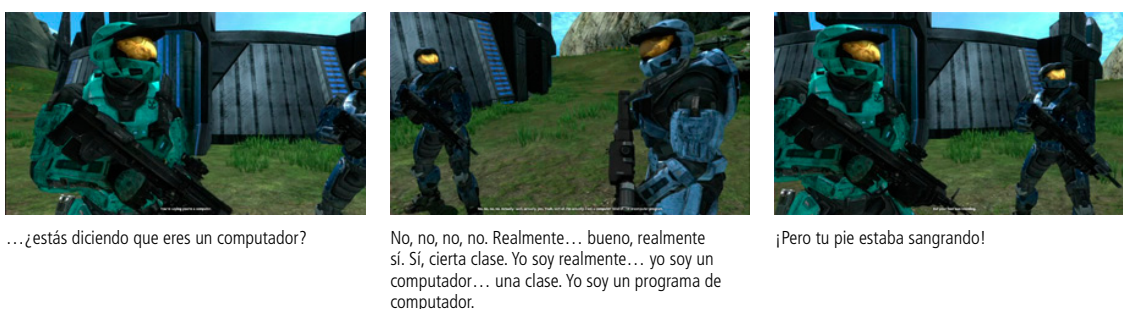 …¿estás diciendo que eres un computador?
No, no, no, no. Realmente… bueno, realmente
sí. Sí, cierta clase. Yo soy realmente… yo soy un
computador… una clase. Yo soy un programa de
computador.
¡Pero tu pie estaba sangrando!